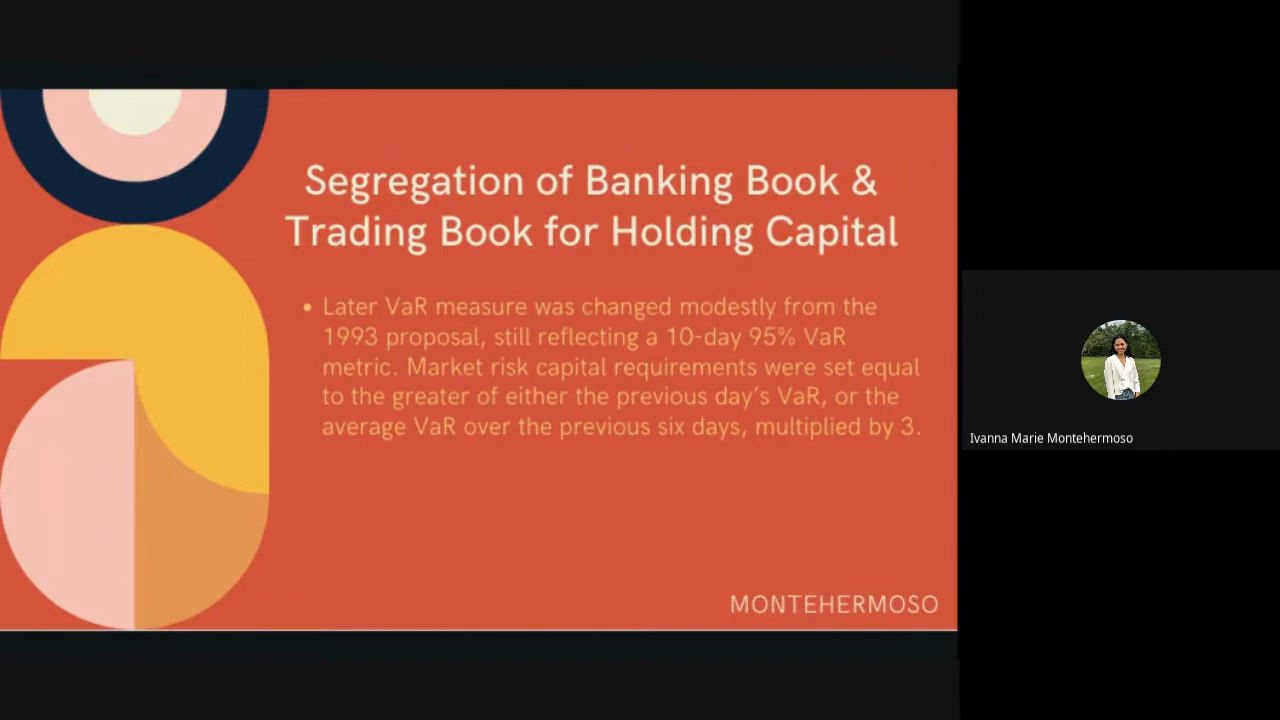 Segregation of Banking Book &
Trading Book for Holding Capital
• Later VaR measure was changed modestly from the
1993 proposal, still reflecting a 10-day 95% VaR
metric. Market risk capital requirements were set equal
to the greater of either the previous day’s VaR, or the
average VaR over the previous six days, multiplied by 3.
MONTEHERMOSO
Ivanna Marie Montehermoso